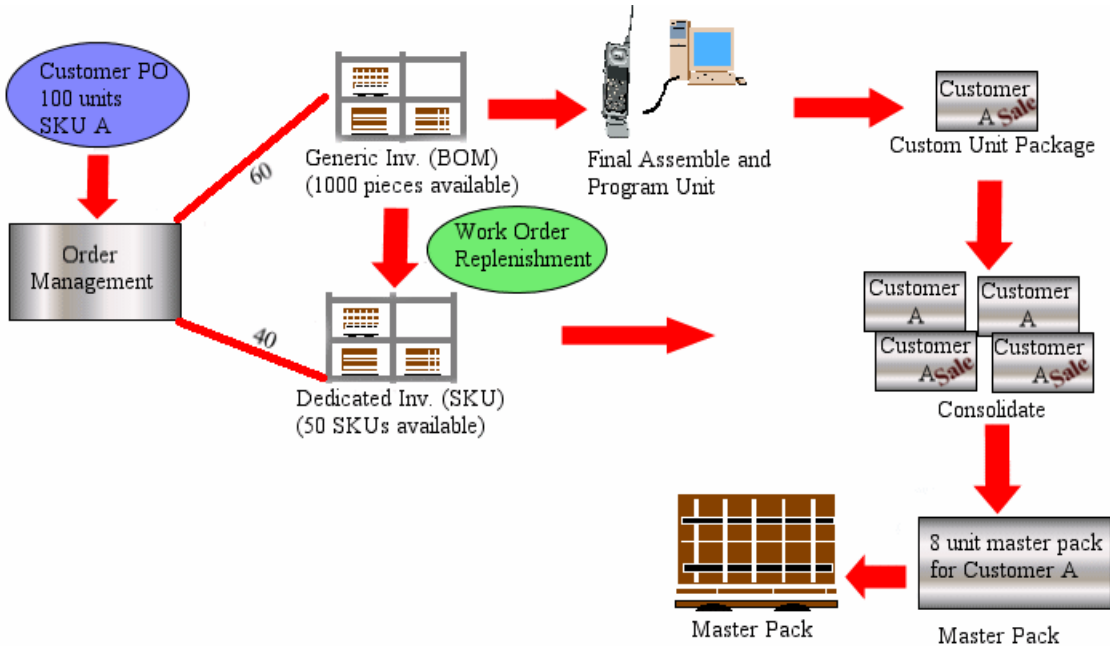 Customer PO
100 units
SKU A
Order
Management
60
40
Generic Inv. (BOM)
(1000 pieces available)
Work Order
Replenishment
Dedicated Inv. (SKU)
(50 SKUs available)
Final Assemble and
Program Unit
Customer
A Sale
Custom Unit Package
Customer
A
Customer
A
Customer
A Sale
Customer
A Sale
Consolidate
8 unit master pack
for Customer A
Master Pack
Master Pack